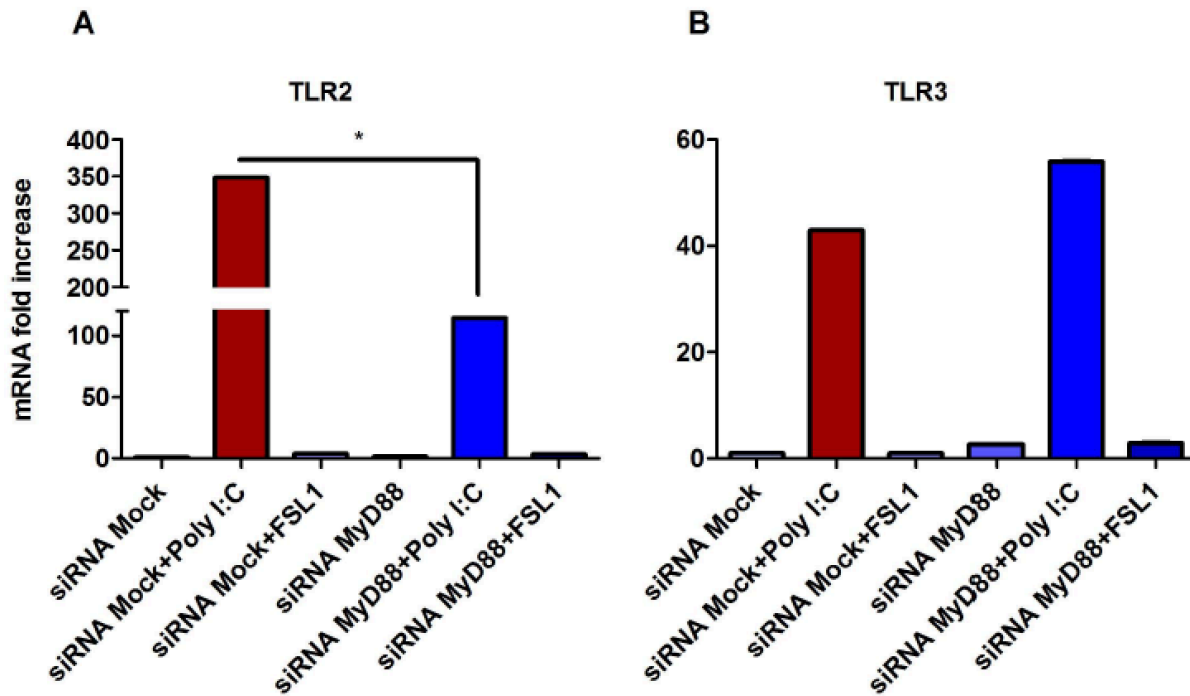 A
TLR2
mRNA fold increase
400
350
300
250
200
100
50
0
*
siRNA Mock
siRNA Mock+Poly I:C
siRNA Mock+FSL1
siRNA MyD88
siRNA MyD88+Poly I:C
siRNA MyD88+FSL1
B
TLR3
60
40
20
0
siRNA Mock
siRNA Mock+Poly I:C
siRNA Mock+FSL1
siRNA MyD88
siRNA MyD88+Poly I:C
siRNA MyD88+FSL1